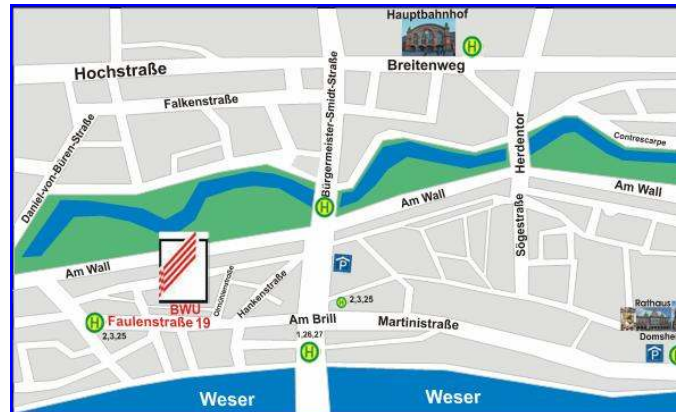 Hauptbahnhof
H
Breitenweg
Hochstraße
Falkenstraße
Daniel-von-Büren-Straße
Bürgermeister-Smidt-Straße
Herdentor
Contrescarpe
H
Am Wall
Am Wall
Sögestraße
Am Wall
P
BWU
Faulenstraße 19
H
2,3,25
Hankenstraße
H
2,3,25
Am Brill
1,26,27
H
Martinistraße
Rathaus
Domshe
P
Weser
Weser